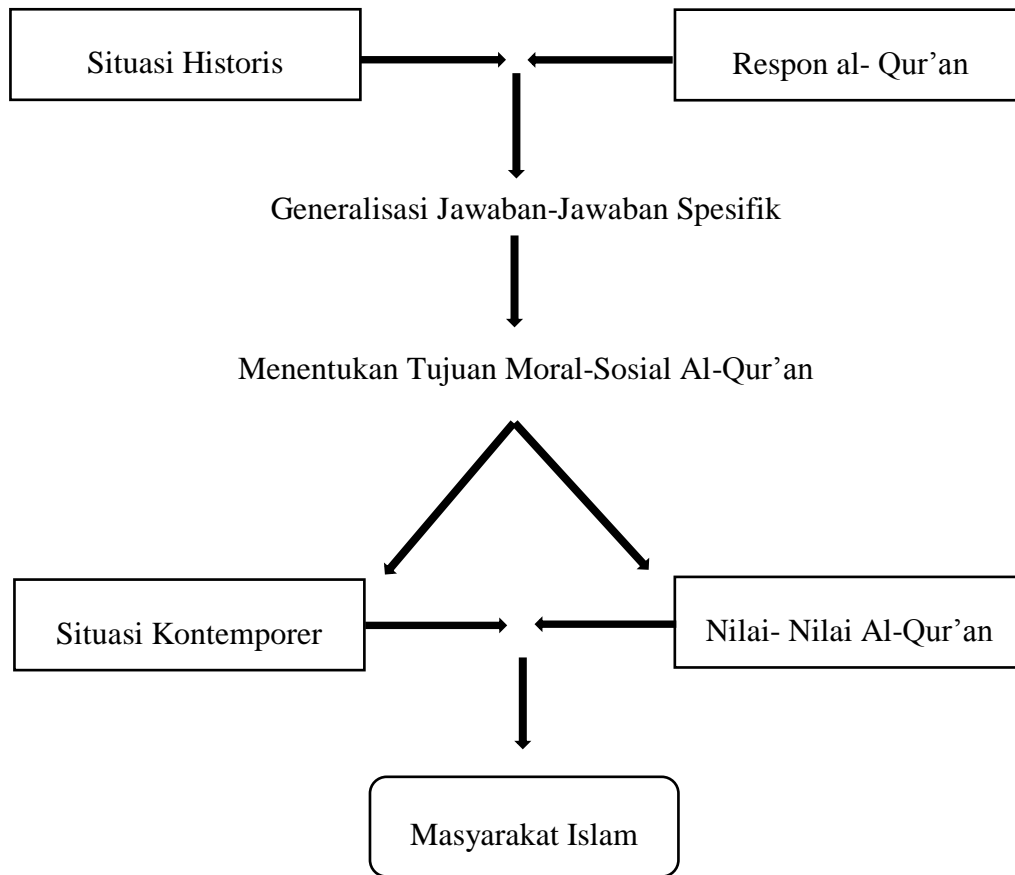 Situasi Historis
Respon al- Qur’an
Generalisasi Jawaban-Jawaban Spesifik
Menentukan Tujuan Moral-Sosial Al-Qur’an
Situasi Kontemporer
Nilai- Nilai Al-Qur’an
Masyarakat Islam